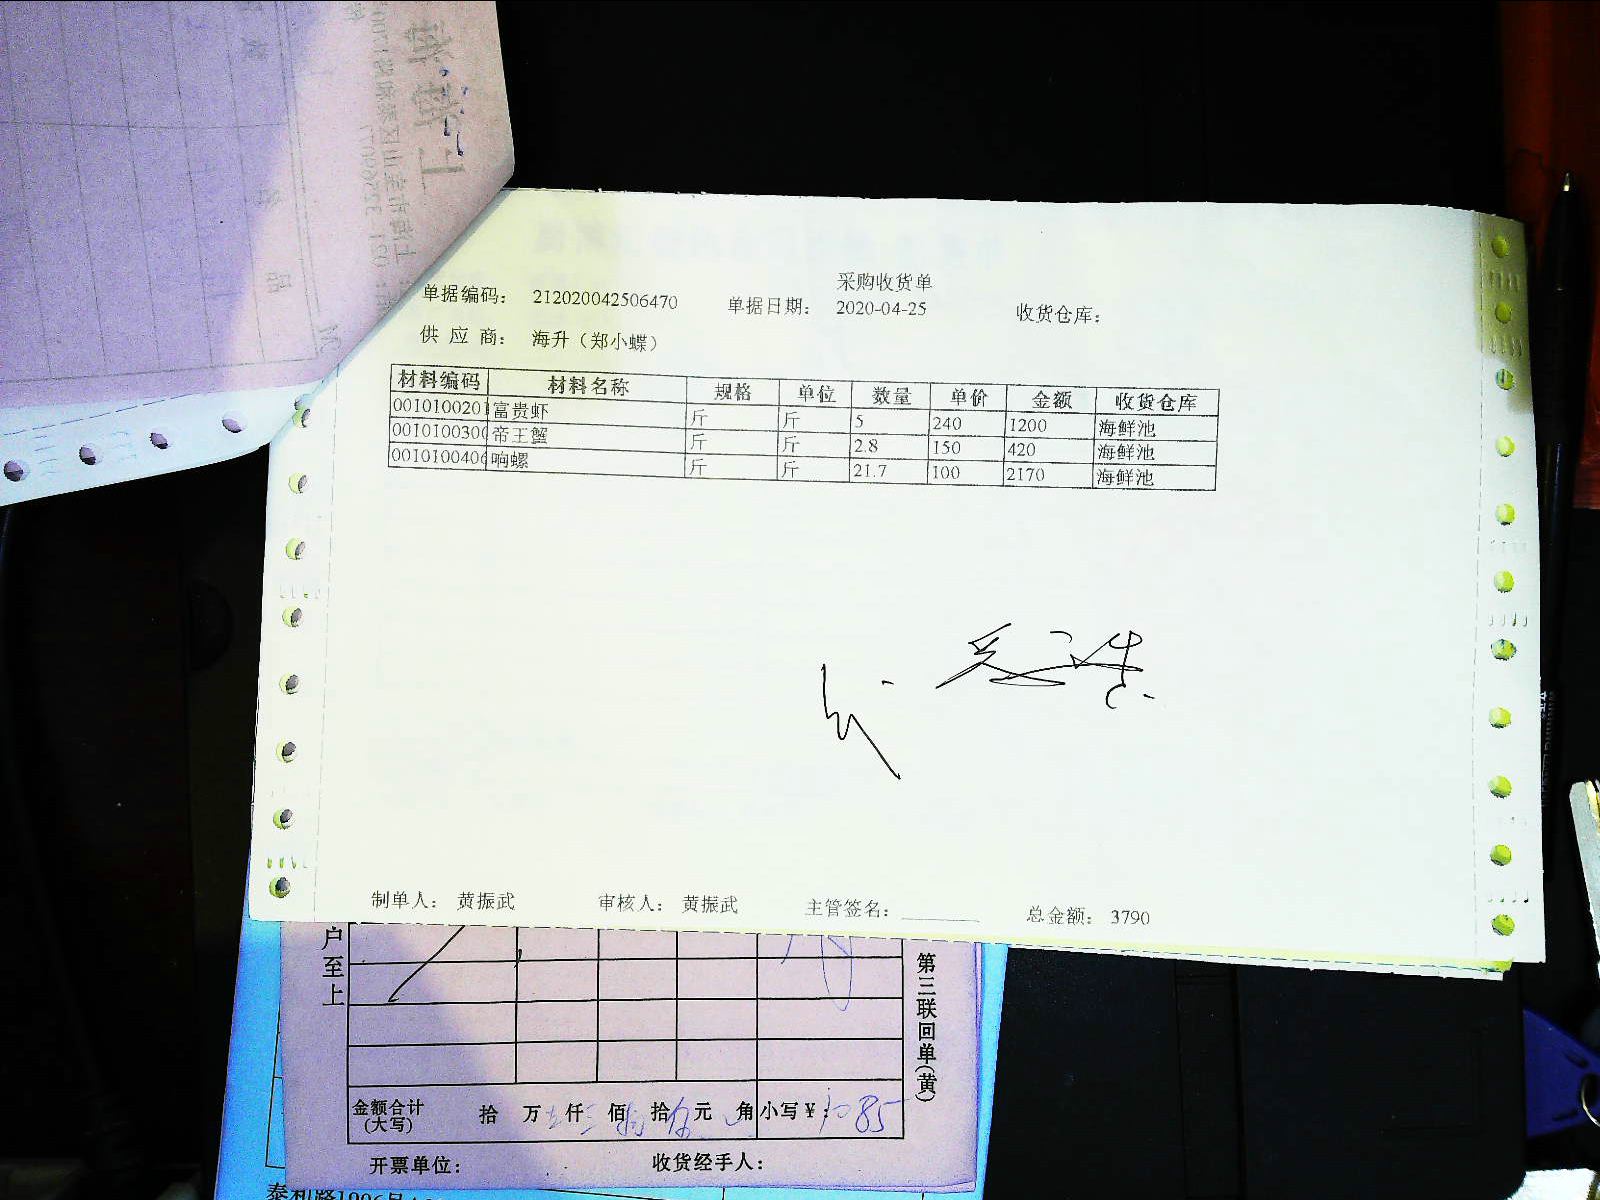 采购收货单
单据编码： 212020042506470 单据日期： 2020-04-25 收货仓库：
供 应 商： 海升（郑小蝶）
材料编码 材料名称 规格 单位 数量 单价 金额 收货仓库
001010020 富贵虾 斤 斤 5 240 1200 海鲜池
001010030 帝王蟹 斤 斤 2.8 150 420 海鲜池
001010040 响螺 斤 斤 21.7 100 2170 海鲜池
制单人： 黄振武 审核人： 黄振武 主管签名： 总金额： 3790
户至上
第三联回单(黄)
金额合计 拾 万 仟 佰 拾 元 角 小写￥：
(大写)
开票单位： 收货经手人：